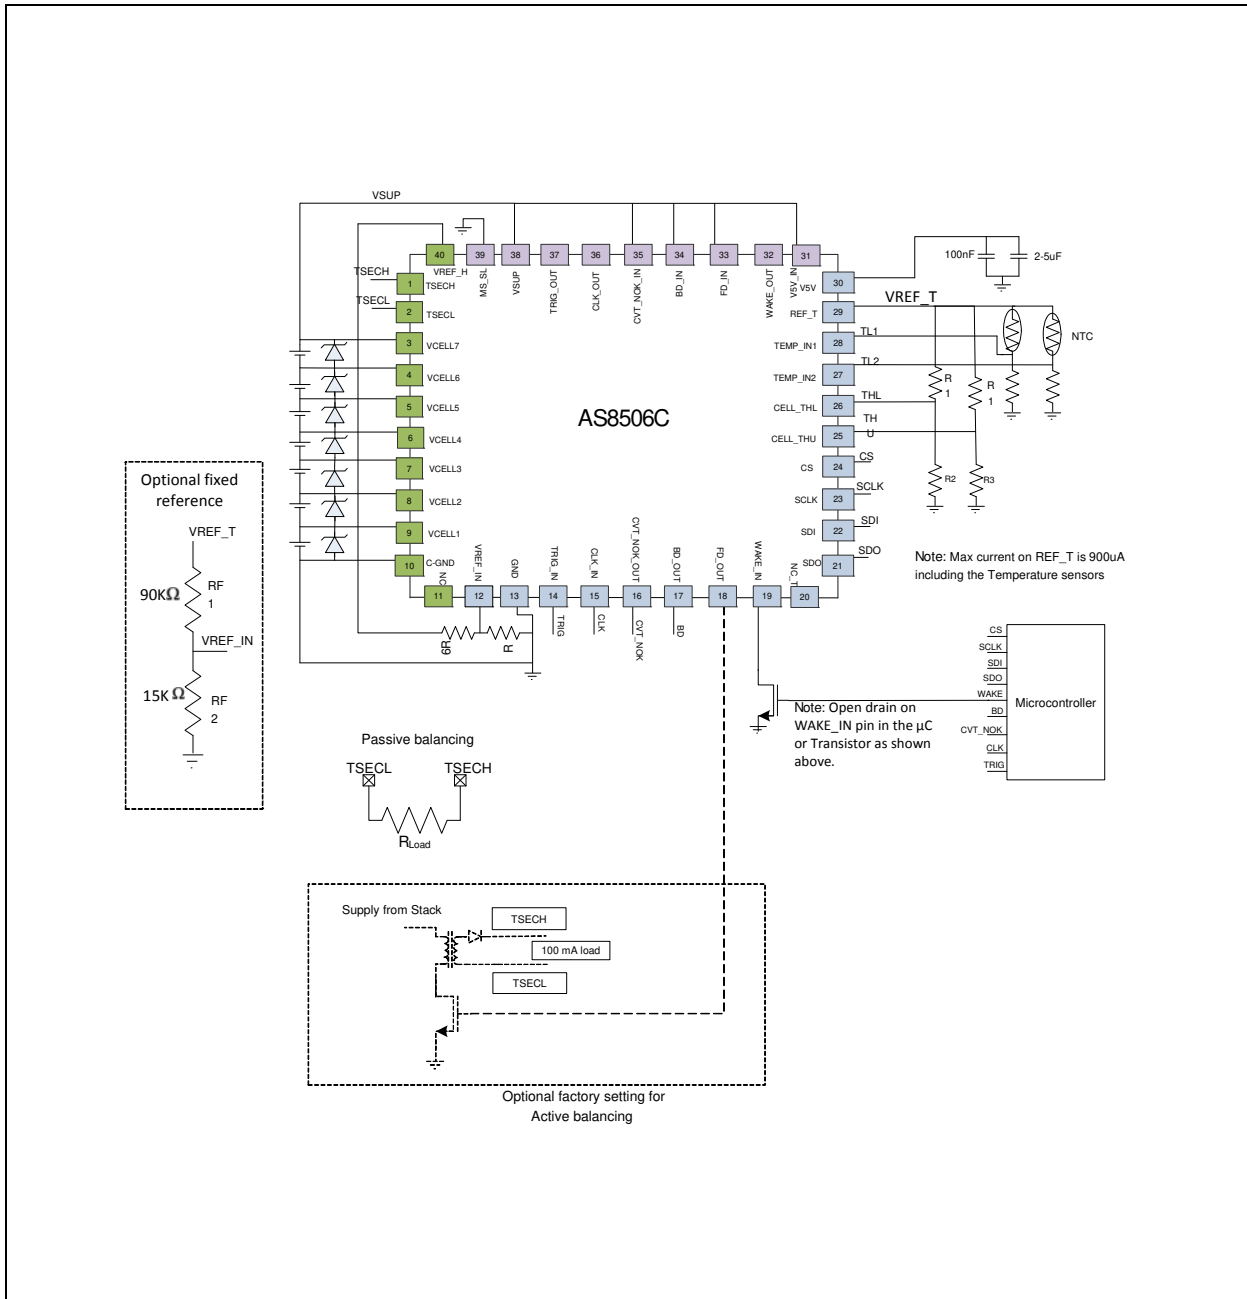 VSUP
40
39
38
37
36
35
34
33
32
31
VREF_H
MS_SL
VSUP
TRIG_OUT
CLK_OUT
CVT_NOK_IN
BD_IN
FD_IN
WAKE_OUT
V5V_IN
V5V
30
100nF
2-5uF
TSECH
1
TSECH
TSECL
2
TSECL
3
VCELL7
4
VCELL6
5
VCELL5
6
VCELL4
7
VCELL3
8
VCELL2
9
VCELL1
10
C-GND
AS8506C
VREF_T
REF_T
29
TEMP_IN1
28
TL1
TEMP_IN2
27
TL2
NTC
CELL_THL
26
THL
R
1
R
1
CELL_THU
25
TH
U
CS
24
CS
R2
R3
SCLK
23
SCLK
SDI
22
SDI
SDO
21
SDO
Note: Max current on REF_T is 900uA
including the Temperature sensors
NC
VREF_IN
GND
TRIG_IN
CLK_IN
CVT_NOK_OUT
BD_OUT
FD_OUT
WAKE_IN
NC_T
11
12
13
14
15
16
17
18
19
20
6R
R
TRIG
CLK
CVT_NOK
BD
Optional fixed
reference
VREF_T
90KΩ
RF
1
VREF_IN
15KΩ
RF
2
CS
SCLK
SDI
SDO
WAKE
BD
CVT_NOK
CLK
TRIG
Microcontroller
Note: Open drain on
WAKE_IN pin in the µC
or Transistor as shown
above.
Passive balancing
TSECL
TSECH
RLoad
Supply from Stack
TSECH
100 mA load
TSECL
Optional factory setting for
Active balancing